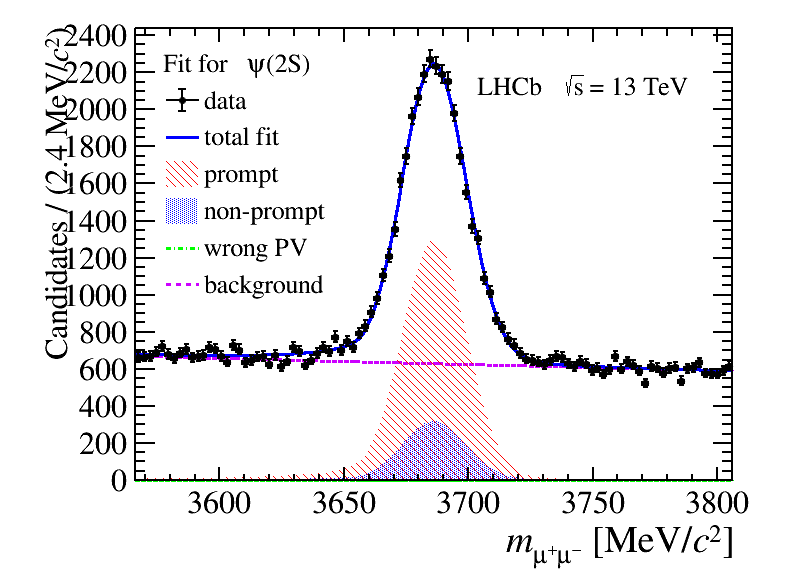 Candidates / (2.4 MeV/c²)
2400
2200
2000
1800
1600
1400
1200
1000
800
600
400
200
0
Fit for ψ(2S)
data
total fit
prompt
non-prompt
wrong PV
background
LHCb √s = 13 TeV
3600 3650 3700 3750 3800
m_μ⁺μ⁻ [MeV/c²]